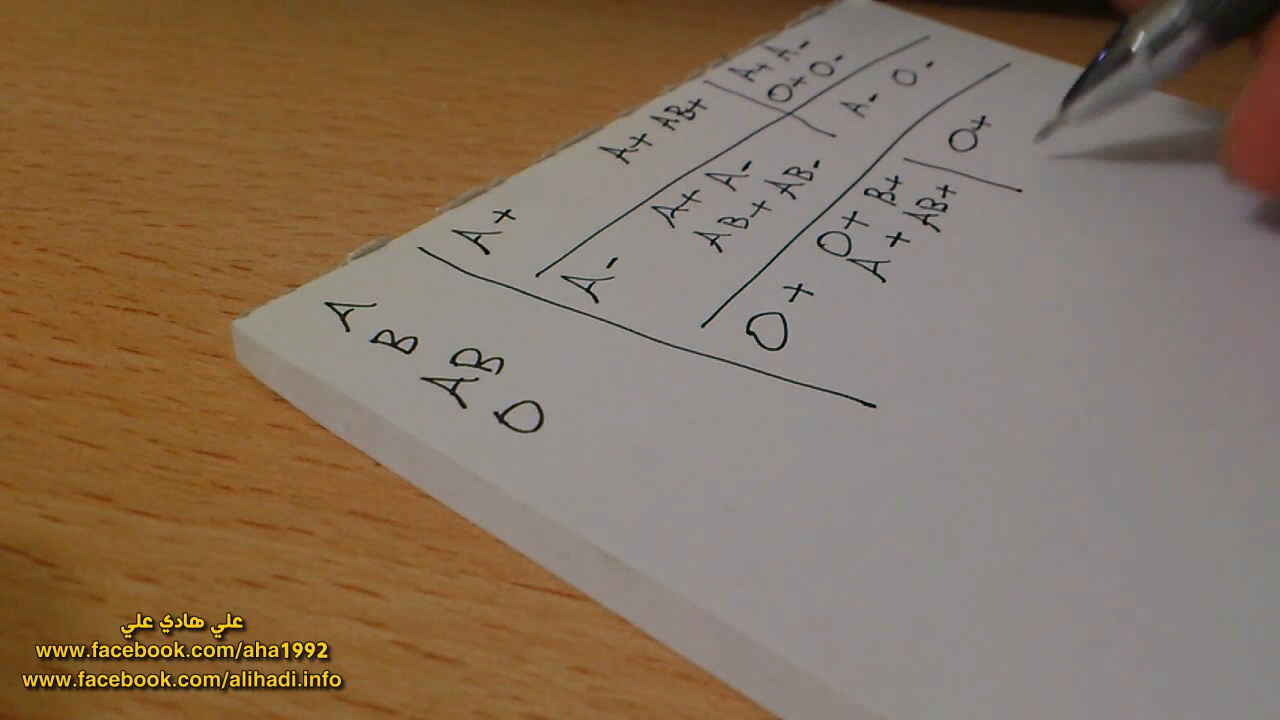 A
B
AB
O
A+
A+ AB+
A+ A-
O+ O-
A-
A+ A-
AB+ AB-
A- O-
O+
O+ B+
A+ AB+
O+
علي هادي علي
www.facebook.com/aha1992
www.facebook.com/alihadi.info